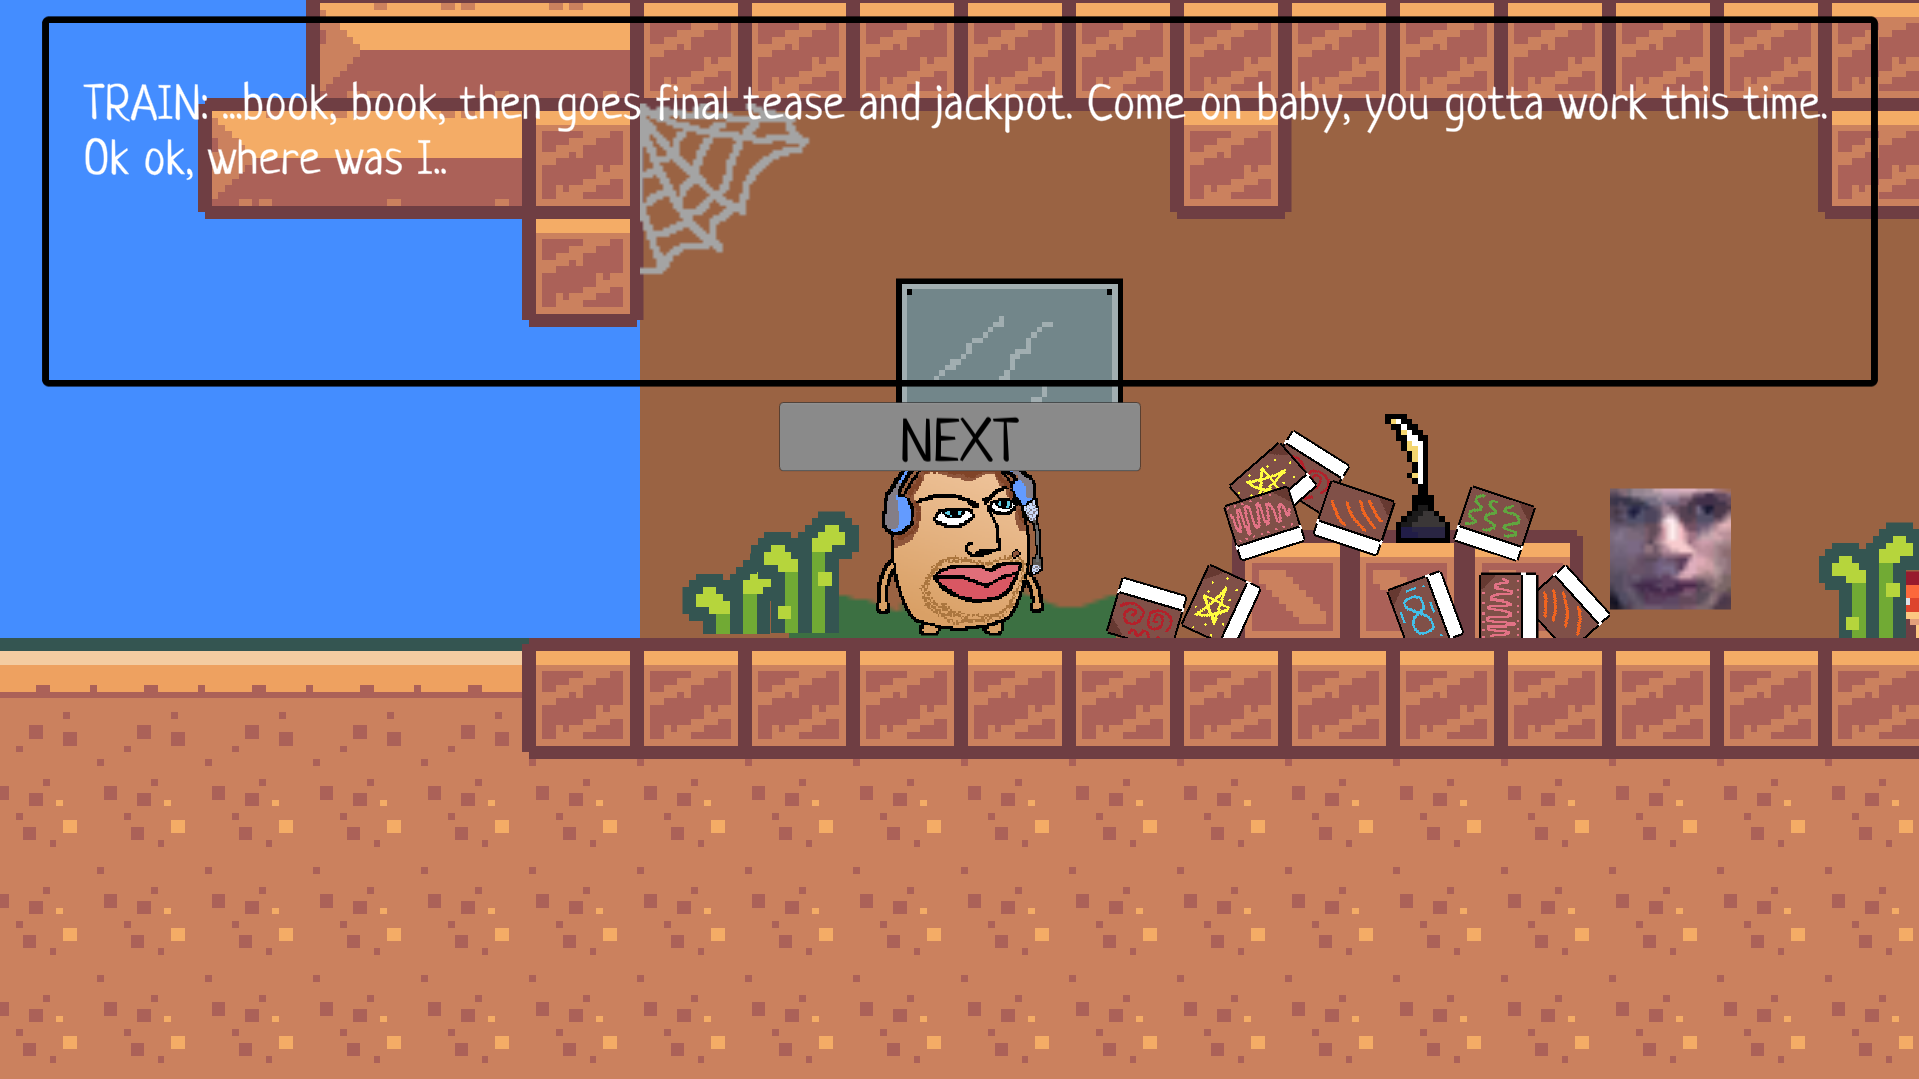 TRAIN: ...book, book, then goes final tease and jackpot. Come on baby, you gotta work this time.
Ok ok, where was I..
NEXT